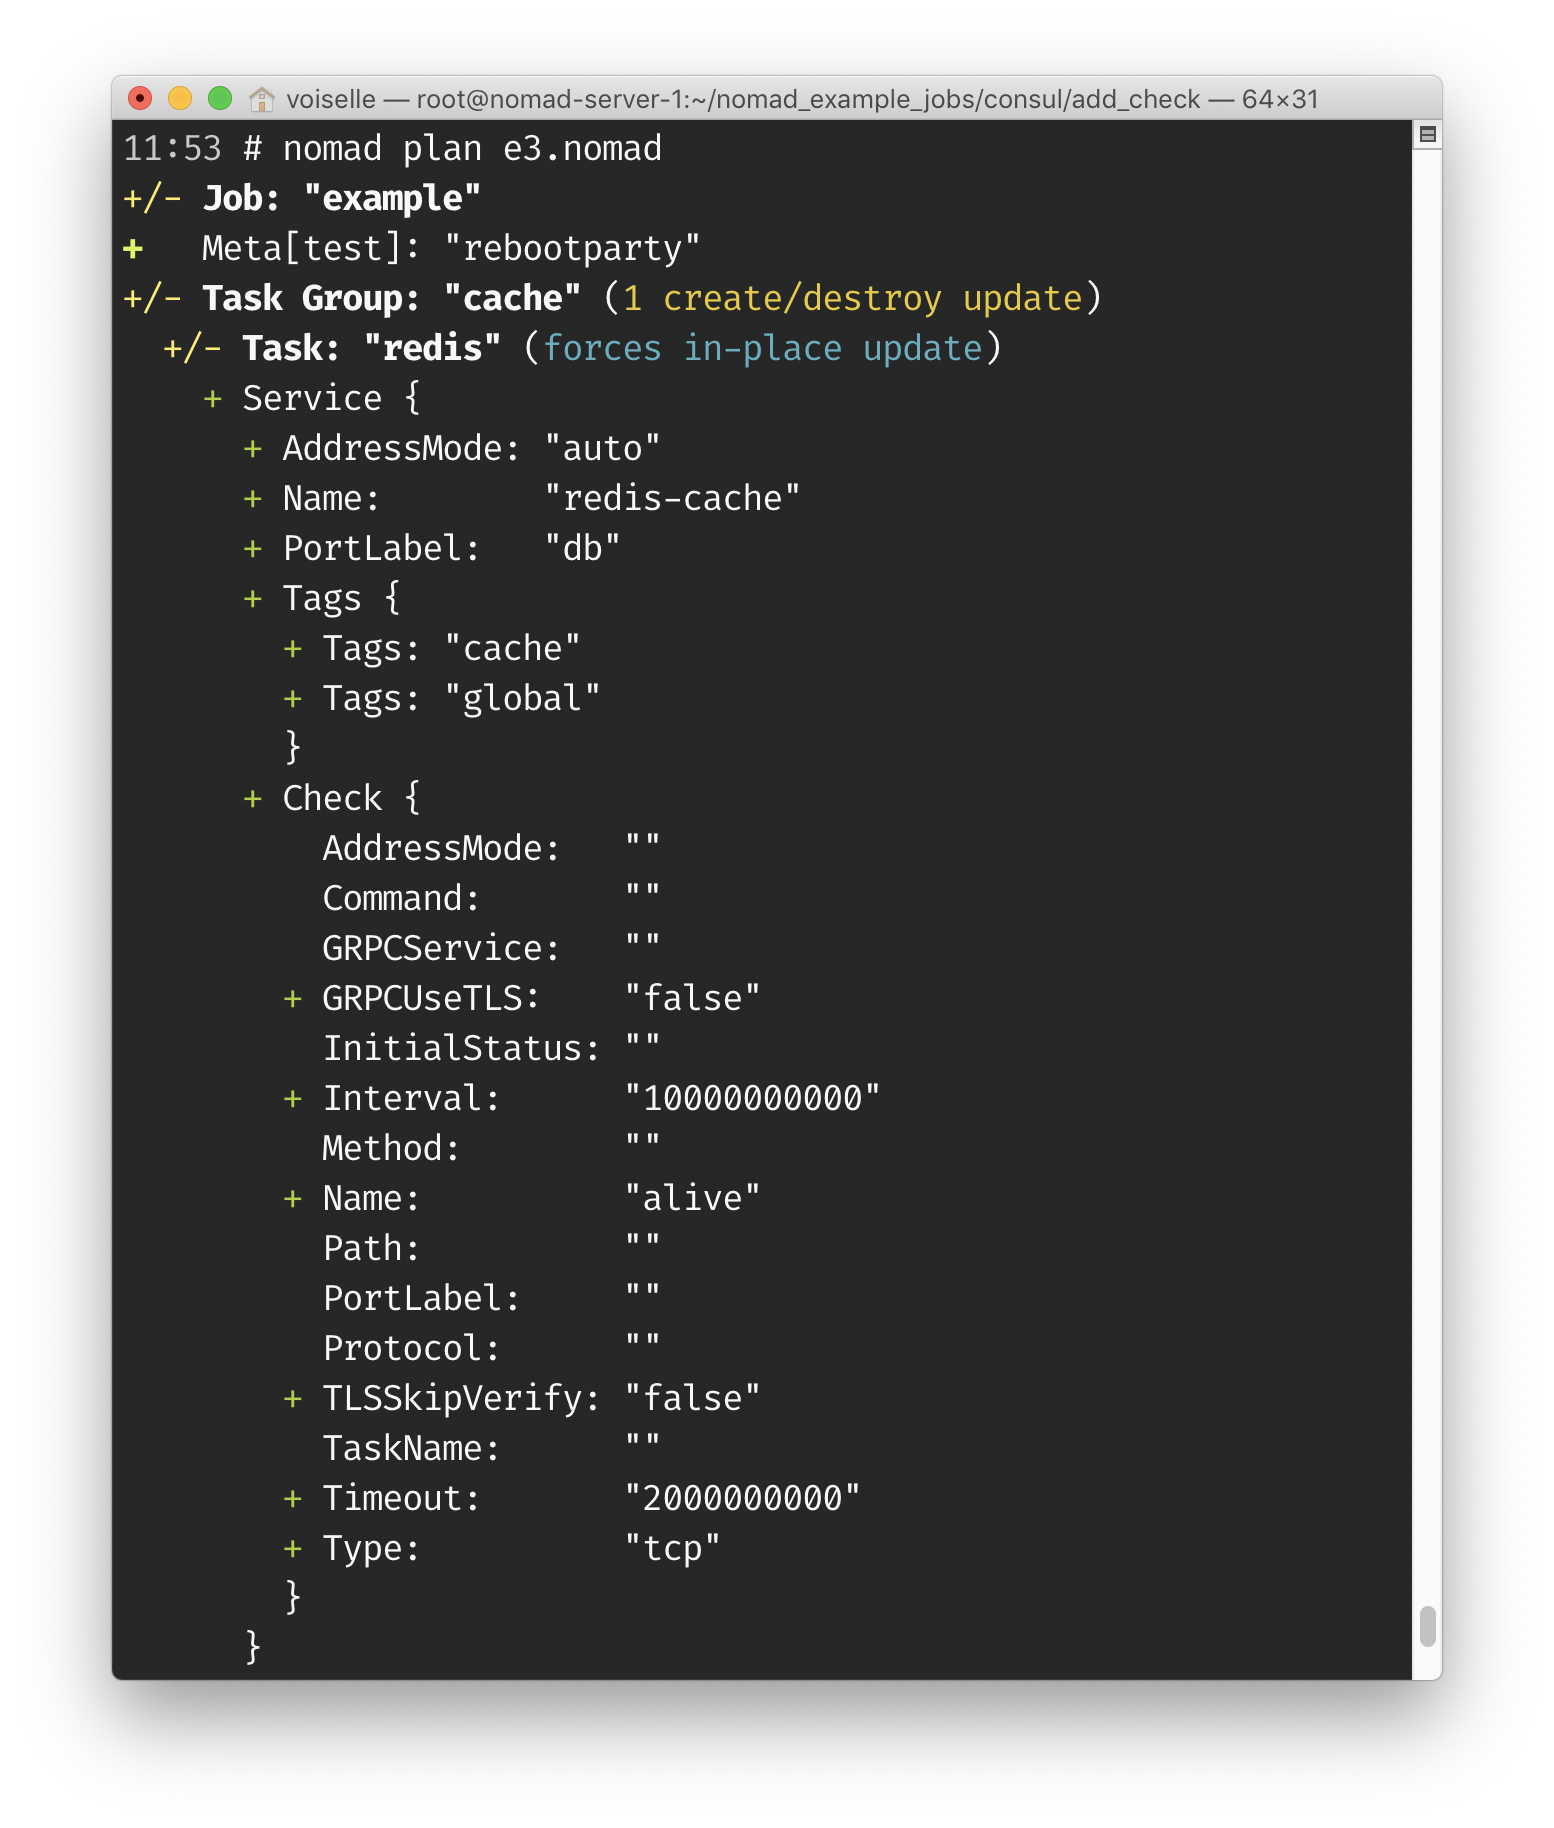 voiselle — root@nomad-server-1:~/nomad_example_jobs/consul/add_check — 64×31
11:53 # nomad plan e3.nomad
+/- Job: "example"
+   Meta[test]: "rebootparty"
+/- Task Group: "cache" (1 create/destroy update)
  +/- Task: "redis" (forces in-place update)
    + Service {
      + AddressMode: "auto"
      + Name:        "redis-cache"
      + PortLabel:   "db"
      + Tags {
        + Tags: "cache"
        + Tags: "global"
        }
      + Check {
          AddressMode:   ""
          Command:       ""
          GRPCService:   ""
        + GRPCUseTLS:    "false"
          InitialStatus: ""
        + Interval:      "10000000000"
          Method:        ""
        + Name:          "alive"
          Path:          ""
          PortLabel:     ""
          Protocol:      ""
        + TLSSkipVerify: "false"
          TaskName:      ""
        + Timeout:       "2000000000"
        + Type:          "tcp"
        }
      }